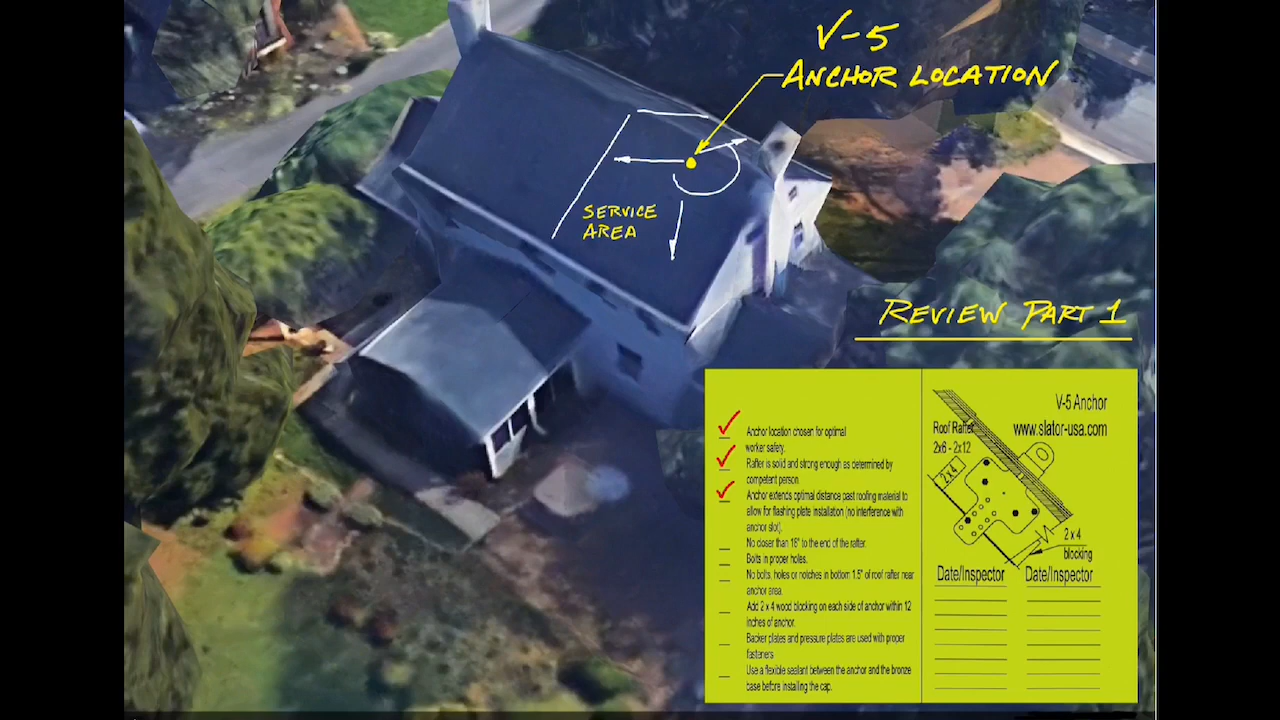 V-5
ANCHOR LOCATION
SERVICE
AREA
REVIEW PART 1
Anchor location chosen for optimal
worker safety.
Rafter is solid and strong enough as determined by
competent person.
Anchor extends optimal distance past roofing material to
allow for flashing plate installation (no interference with
anchor slot).
No closer than 16" to the end of the rafter.
Bolts in proper holes.
No bolts, holes or notches in bottom 1.5" of roof rafter near
anchor area.
Add 2 x 4 wood blocking on each side of anchor within 12
inches of anchor.
Backer plates and pressure plates are used with proper
fasteners
Use a flexible sealant between the anchor and the bronze
base before installing the cap.
V-5 Anchor
www.slator-usa.com
Roof Rafter
2x6 - 2x12
2x4
2 x 4
blocking
Date/Inspector Date/Inspector